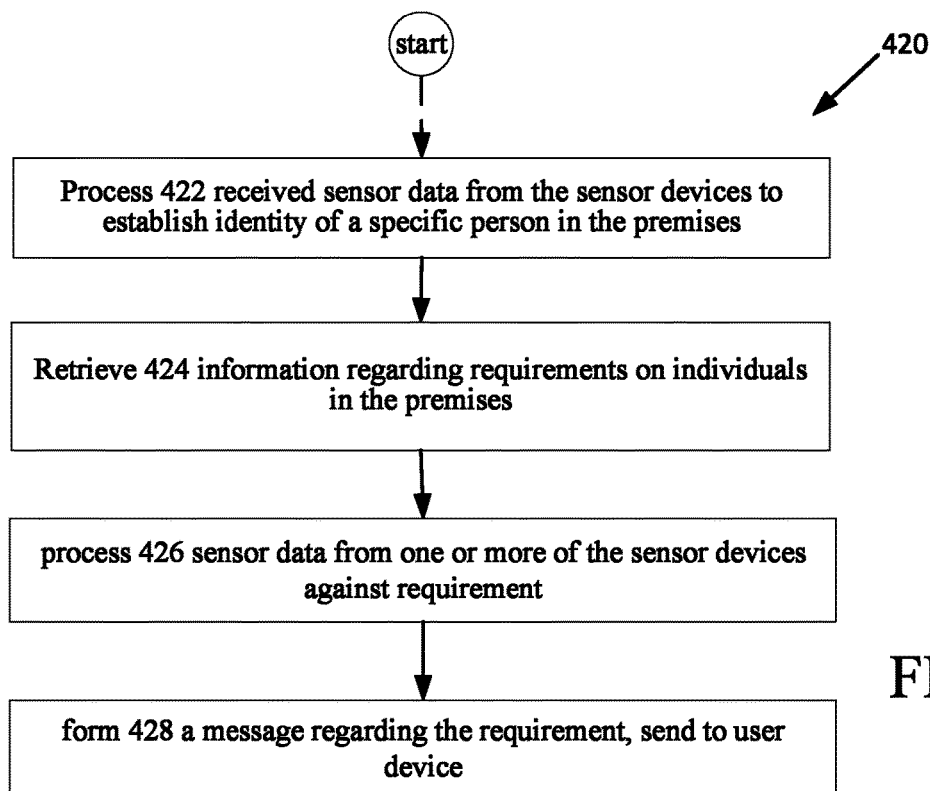 start
420
Process 422 received sensor data from the sensor devices to
establish identity of a specific person in the premises
Retrieve 424 information regarding requirements on individuals
in the premises
process 426 sensor data from one or more of the sensor devices
against requirement
form 428 a message regarding the requirement, send to user
device